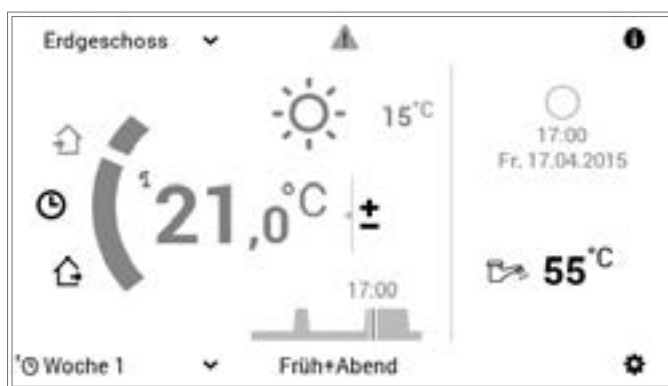 Erdgeschoss
15°C
17:00
Fr. 17.04.2015
21,0°C
±
55°C
17:00
Woche 1
Früh+Abend